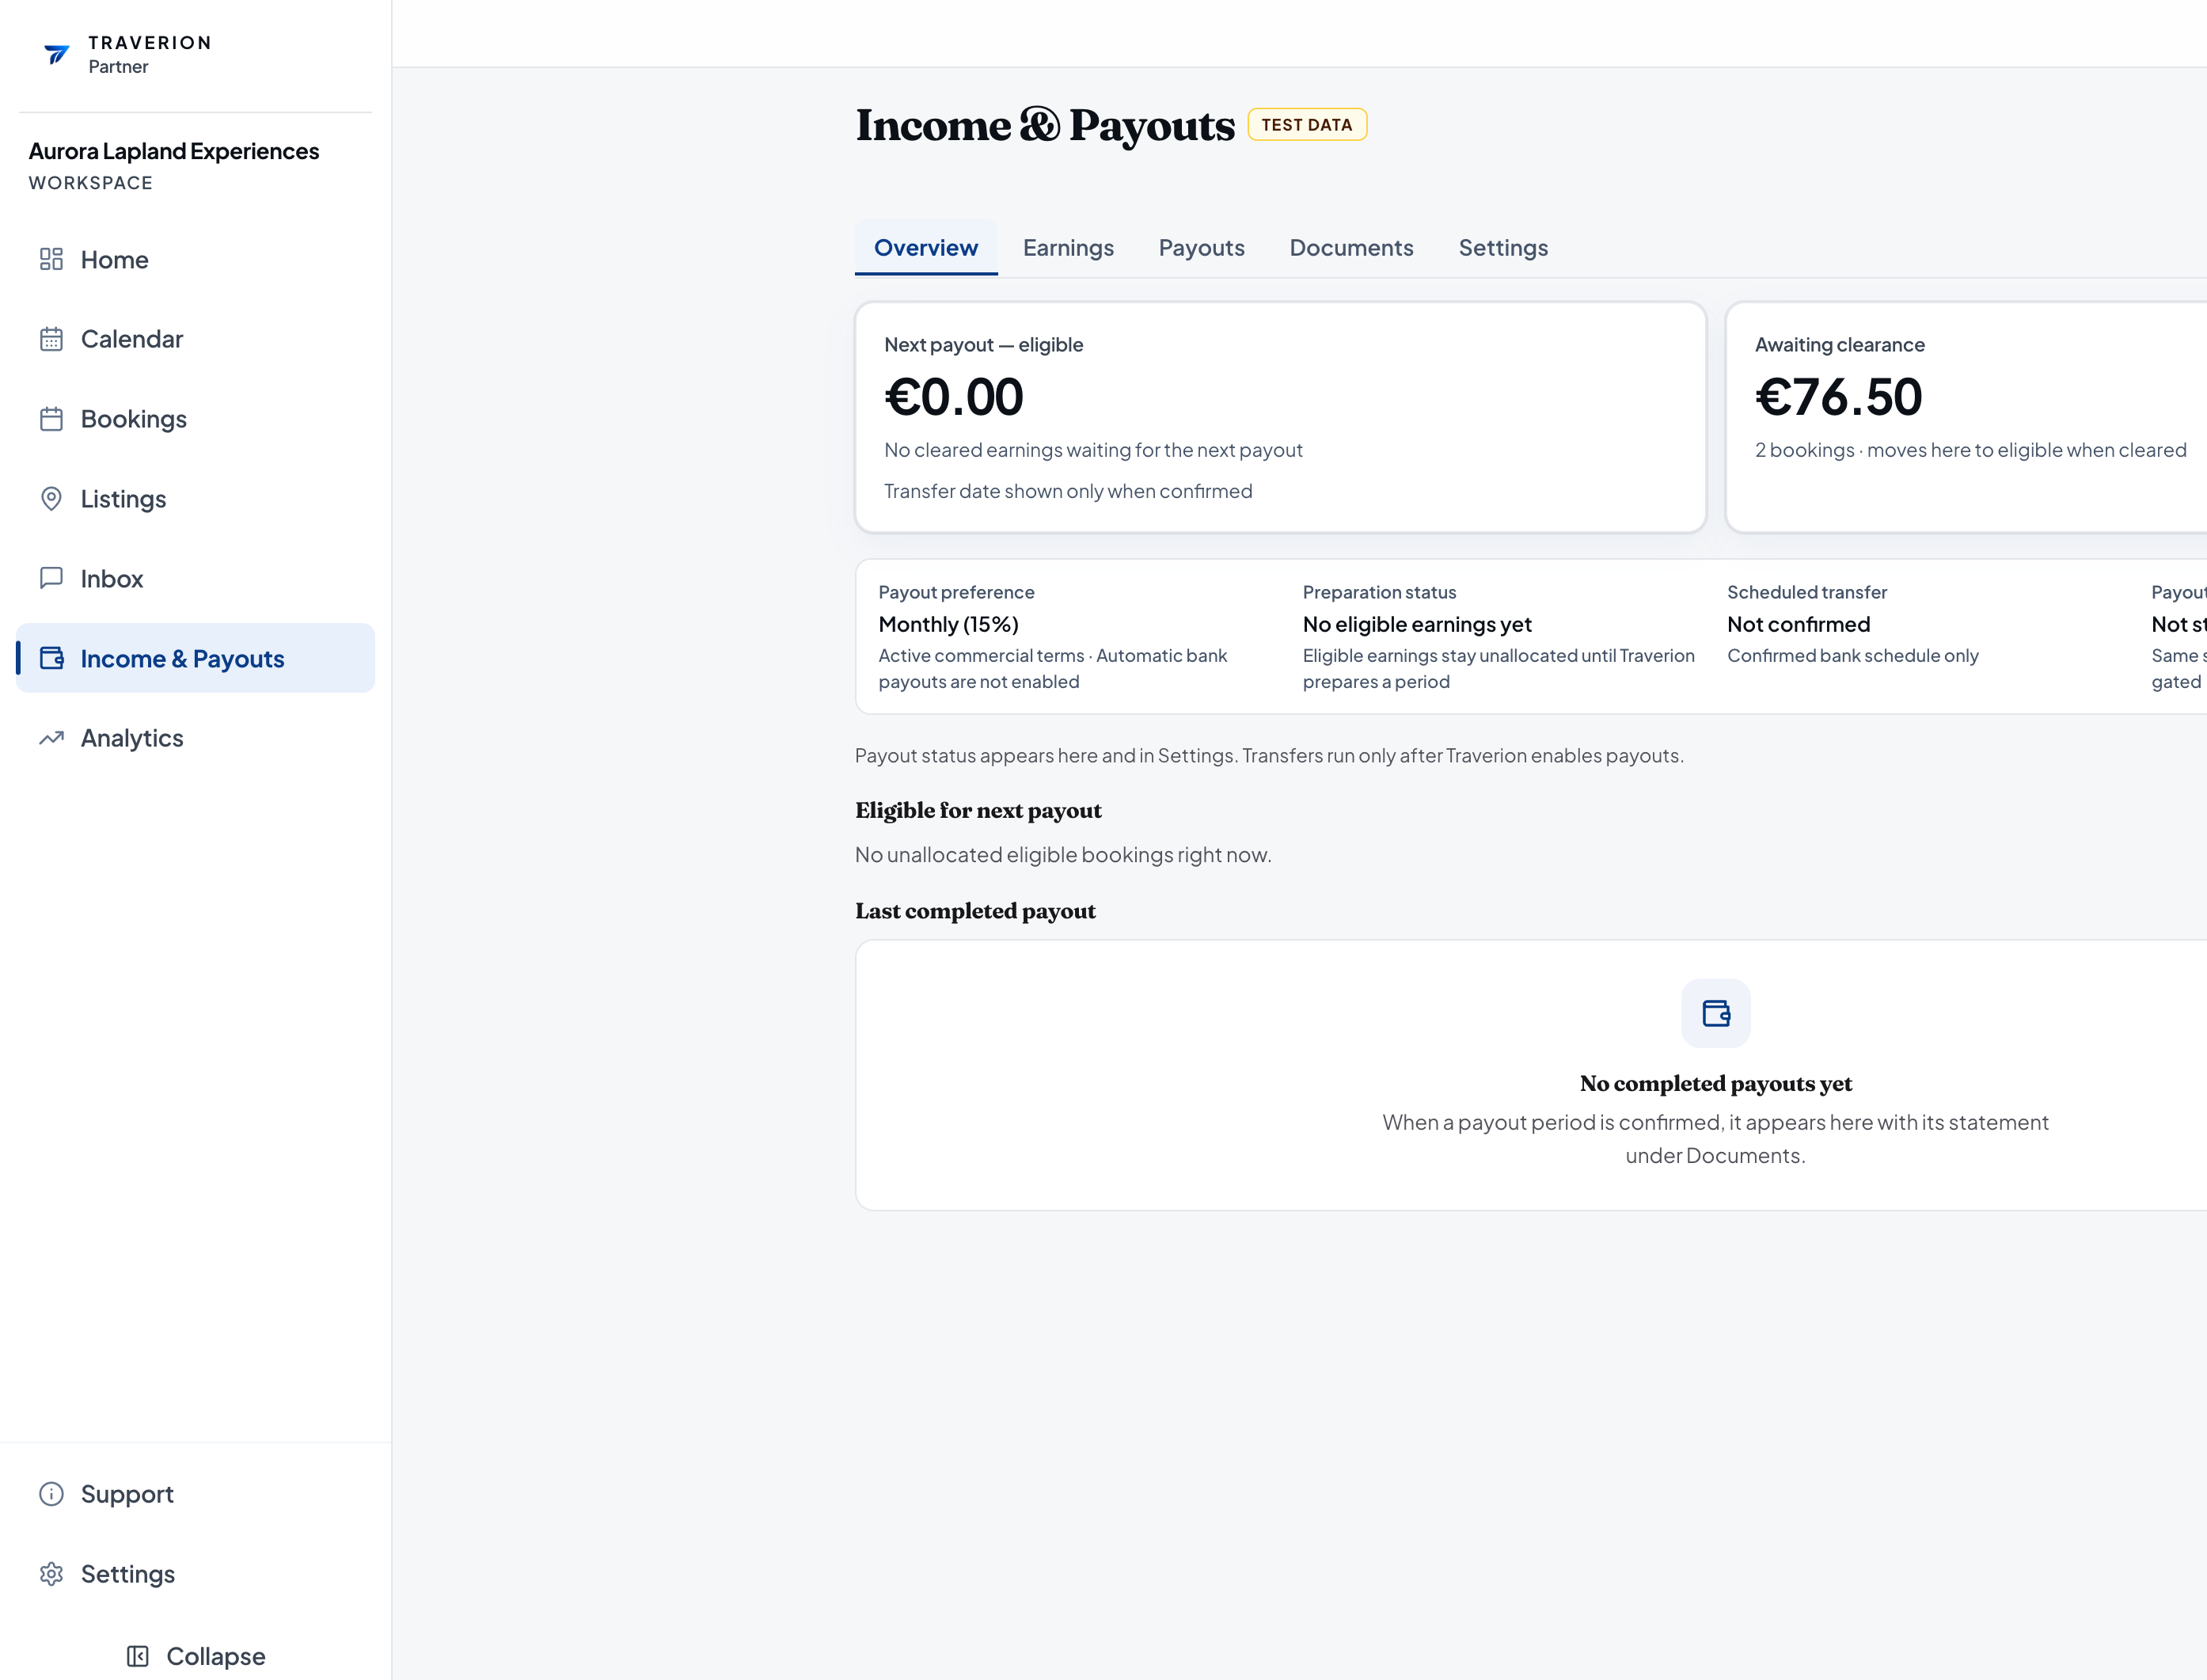 TRAVERION
Partner
Aurora Lapland Experiences
WORKSPACE
Home
Calendar
Bookings
Listings
Inbox
Income & Payouts
Analytics
Support
Settings
Collapse
Income & Payouts
TEST DATA
Overview
Earnings
Payouts
Documents
Settings
Next payout — eligible
€0.00
No cleared earnings waiting for the next payout
Transfer date shown only when confirmed
Awaiting clearance
€76.50
2 bookings · moves here to eligible when cleared
Payout preference
Monthly (15%)
Active commercial terms · Automatic bank
payouts are not enabled
Preparation status
No eligible earnings yet
Eligible earnings stay unallocated until Traverion
prepares a period
Scheduled transfer
Not confirmed
Confirmed bank schedule only
Payout
Not
Same
gated
Payout status appears here and in Settings. Transfers run only after Traverion enables payouts.
Eligible for next payout
No unallocated eligible bookings right now.
Last completed payout
No completed payouts yet
When a payout period is confirmed, it appears here with its statement
under Documents.